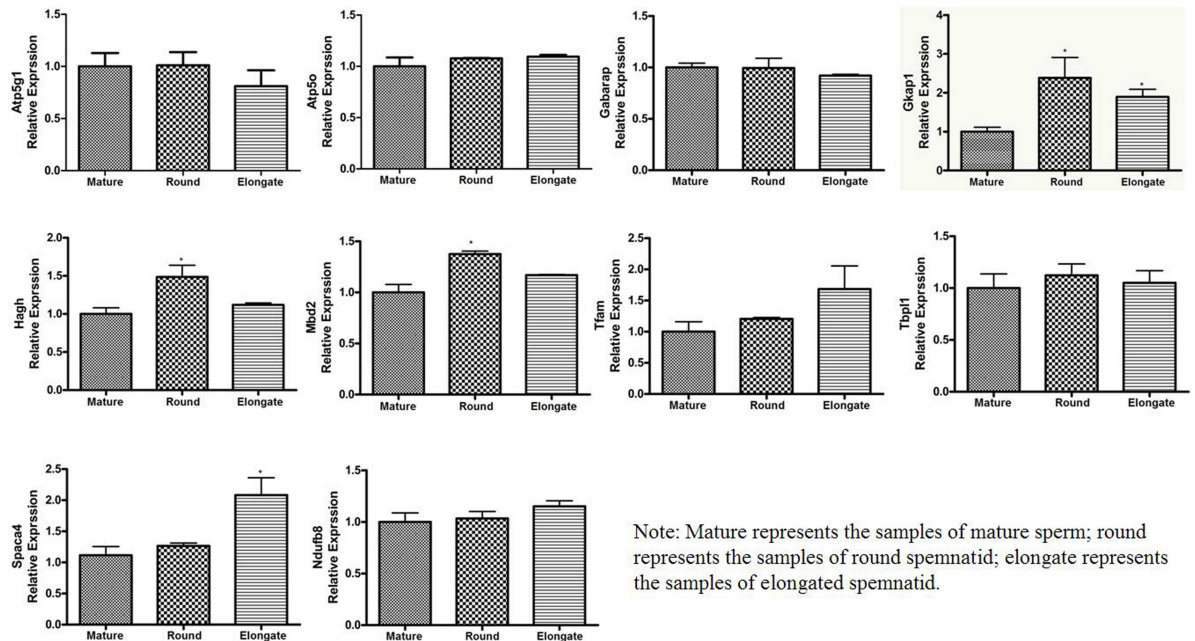 Atp5g1
Relative Exprssion
1.5
1.0
0.5
0.0
Mature Round Elongate
Atp5o
Relative Exprssion
1.5
1.0
0.5
0.0
Mature Round Elongate
Gabarap
Relative Exprssion
1.5
1.0
0.5
0.0
Mature Round Elongate
Gkap1
Relative Exprssion
4
3
2
1
0
*
*
Mature Round Elongate
Hagh
Relative Exprssion
2.0
1.5
1.0
0.5
0.0
*
Mature Round Elongate
Mbd2
Relative Exprssion
1.5
1.0
0.5
0.0
*
Mature Round Elongate
Tfam
Relative Exprssion
2.5
2.0
1.5
1.0
0.5
0.0
Mature Round Elongate
Tbpl1
Relative Exprssion
1.5
1.0
0.5
0.0
Mature Round Elongate
Spaca4
Relative Exprssion
2.5
2.0
1.5
1.0
0.5
0.0
*
Mature Round Elongate
Ndufb8
Relative Exprssion
1.5
1.0
0.5
0.0
Mature Round Elongate
Note: Mature represents the samples of mature sperm; round
represents the samples of round spemnatid; elongate represents
the samples of elongated spemnatid.